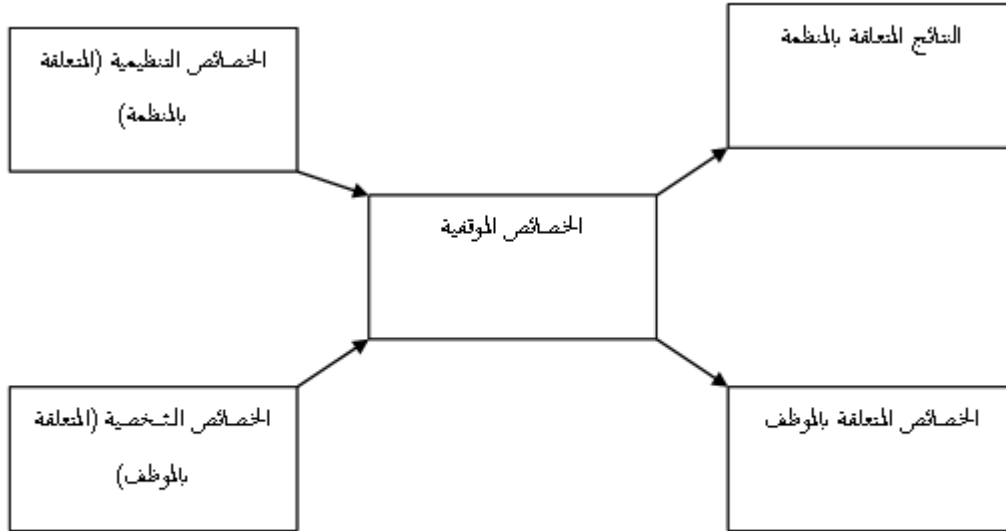 النتائج المتعلقة بالمنظمة
الخصائص التنظيمية (المتعلقة
بالمنظمة)
الخصائص الموقفية
الخصائص المتعلقة بالموظف
الخصائص الشخصية (المتعلقة
بالموظف)